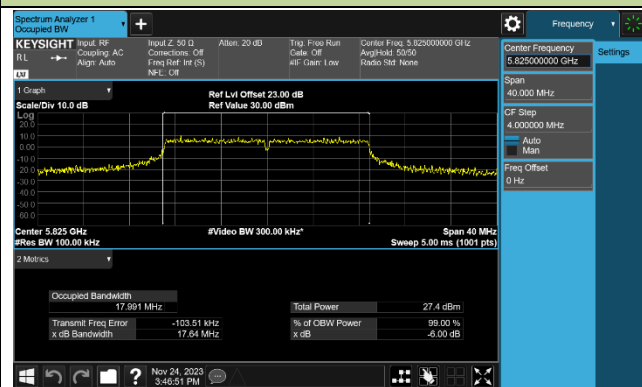 Spectrum Analyzer 1
Occupied BW
Frequency
KEYSIGHT Input: RF Input Z: 50 Ω Atten: 20 dB Trig: Free Run Center Freq: 5.825000000 GHz
RL Coupling: AC Corrections: Off Gate: Off Avg|Hold: 50/50
Align: Auto Freq Ref: Int (S) #IF Gain: Low Radio Std: None
LXI NFE: Off
Center Frequency
5.825000000 GHz
Settings
Span
40.000 MHz
CF Step
4.000000 MHz
Auto
Man
Freq Offset
0 Hz
1 Graph
Ref Lvl Offset 23.00 dB
Scale/Div 10.0 dB Ref Value 30.00 dBm
Log
20.0
10.0
0.00
-10.0
-20.0
-30.0
-40.0
-50.0
-60.0
Center 5.825 GHz #Video BW 300.00 kHz* Span 40 MHz
#Res BW 100.00 kHz Sweep 5.00 ms (1001 pts)
2 Metrics
Occupied Bandwidth
17.991 MHz Total Power 27.4 dBm
Transmit Freq Error -103.51 kHz % of OBW Power 99.00 %
x dB Bandwidth 17.64 MHz x dB -6.00 dB
Nov 24, 2023
3:46:51 PM